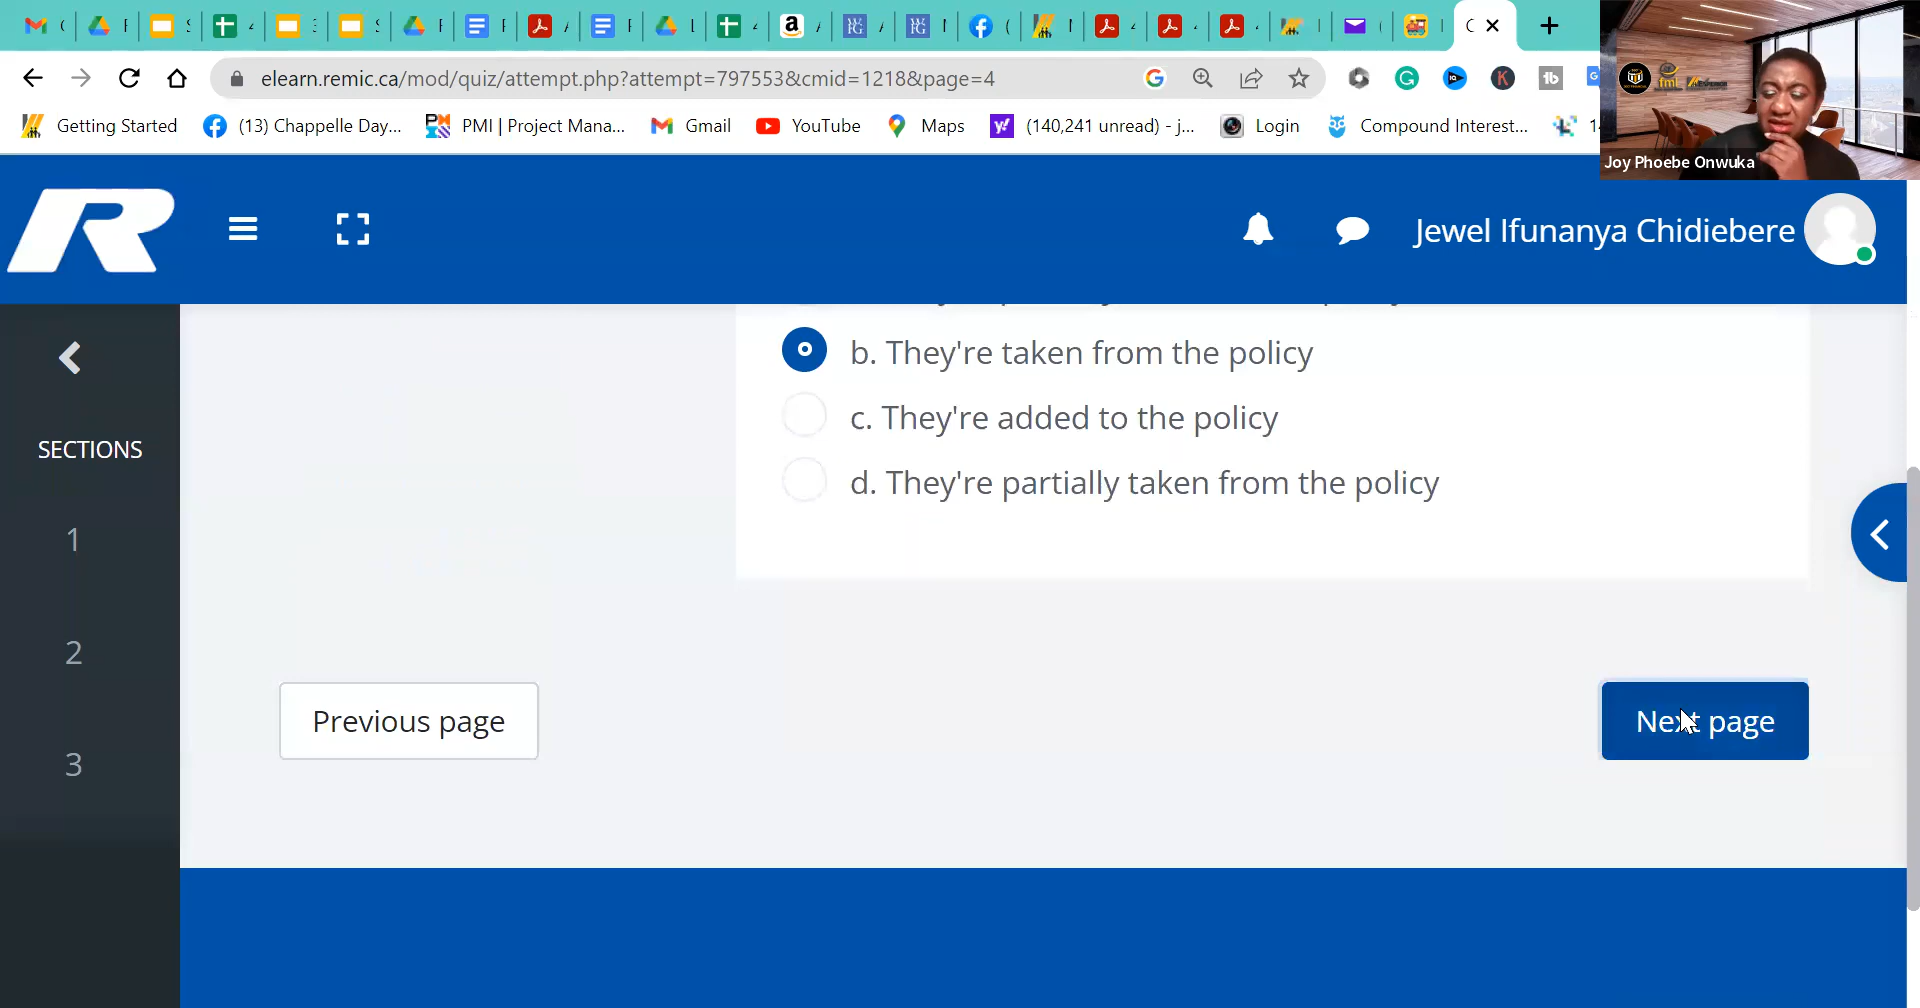 elearn.remic.ca/mod/quiz/attempt.php?attempt=797553&cmid=1218&page=4
Getting Started
(13) Chappelle Day...
PMI | Project Mana...
Gmail
YouTube
Maps
(140,241 unread) - j...
Login
Compound Interest...
Joy Phoebe Onwuka
Jewel Ifunanya Chidiebere
b. They're taken from the policy
c. They're added to the policy
d. They're partially taken from the policy
SECTIONS
1
2
3
Previous page
Next page